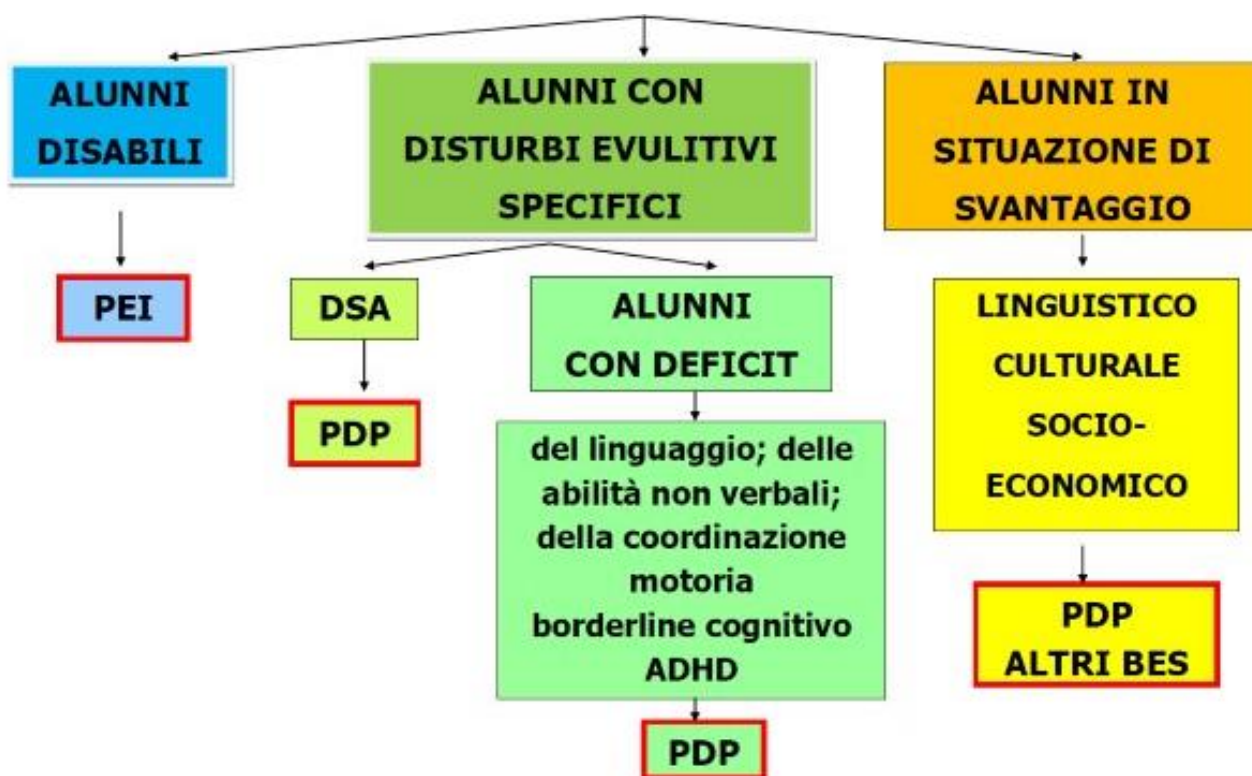 ALUNNI
DISABILI
PEI
ALUNNI CON
DISTURBI EVULITIVI
SPECIFICI
DSA
PDP
ALUNNI
CON DEFICIT
del linguaggio; delle
abilità non verbali;
della coordinazione
motoria
borderline cognitivo
ADHD
PDP
ALUNNI IN
SITUAZIONE DI
SVANTAGGIO
LINGUISTICO
CULTURALE
SOCIO-
ECONOMICO
PDP
ALTRI BES